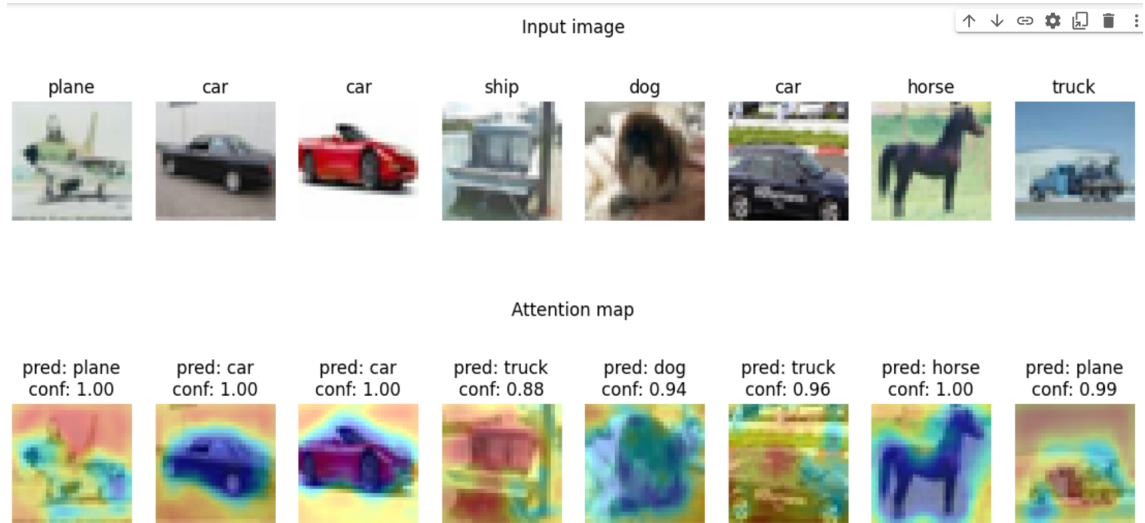 Input image
plane car car ship dog car horse truck
Attention map
pred: plane pred: car pred: car pred: truck pred: dog pred: truck pred: horse pred: plane
conf: 1.00 conf: 1.00 conf: 1.00 conf: 0.88 conf: 0.94 conf: 0.96 conf: 1.00 conf: 0.99